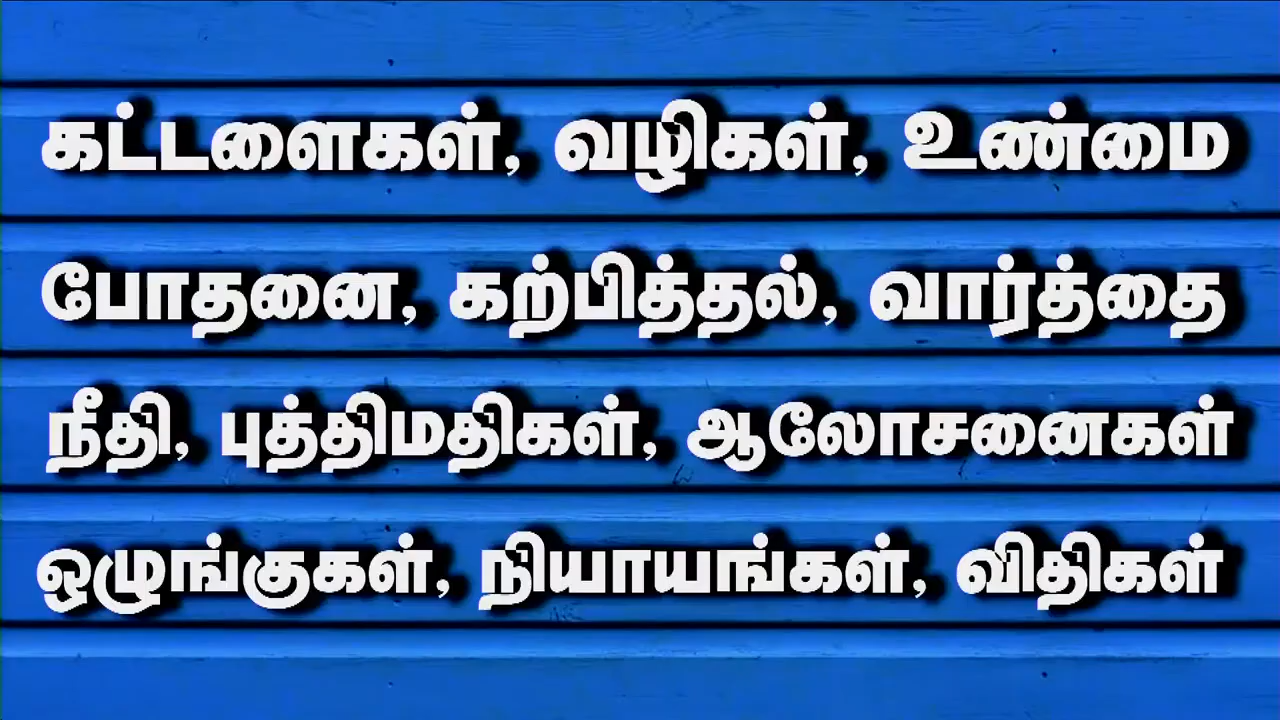 கட்டளைகள், வழிகள், உண்மை
போதனை, கற்பித்தல், வார்த்தை
நீதி, புத்திமதிகள், ஆலோசனைகள்
ஒழுங்குகள், நியாயங்கள், விதிகள்